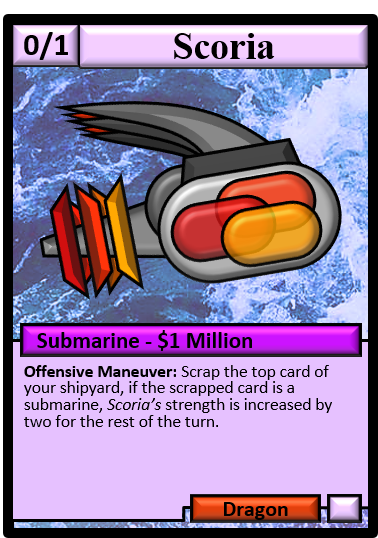 0/1
Scoria
Submarine - $1 Million
Offensive Maneuver: Scrap the top card of
your shipyard, if the scrapped card is a
submarine, Scoria's strength is increased by
two for the rest of the turn.
Dragon